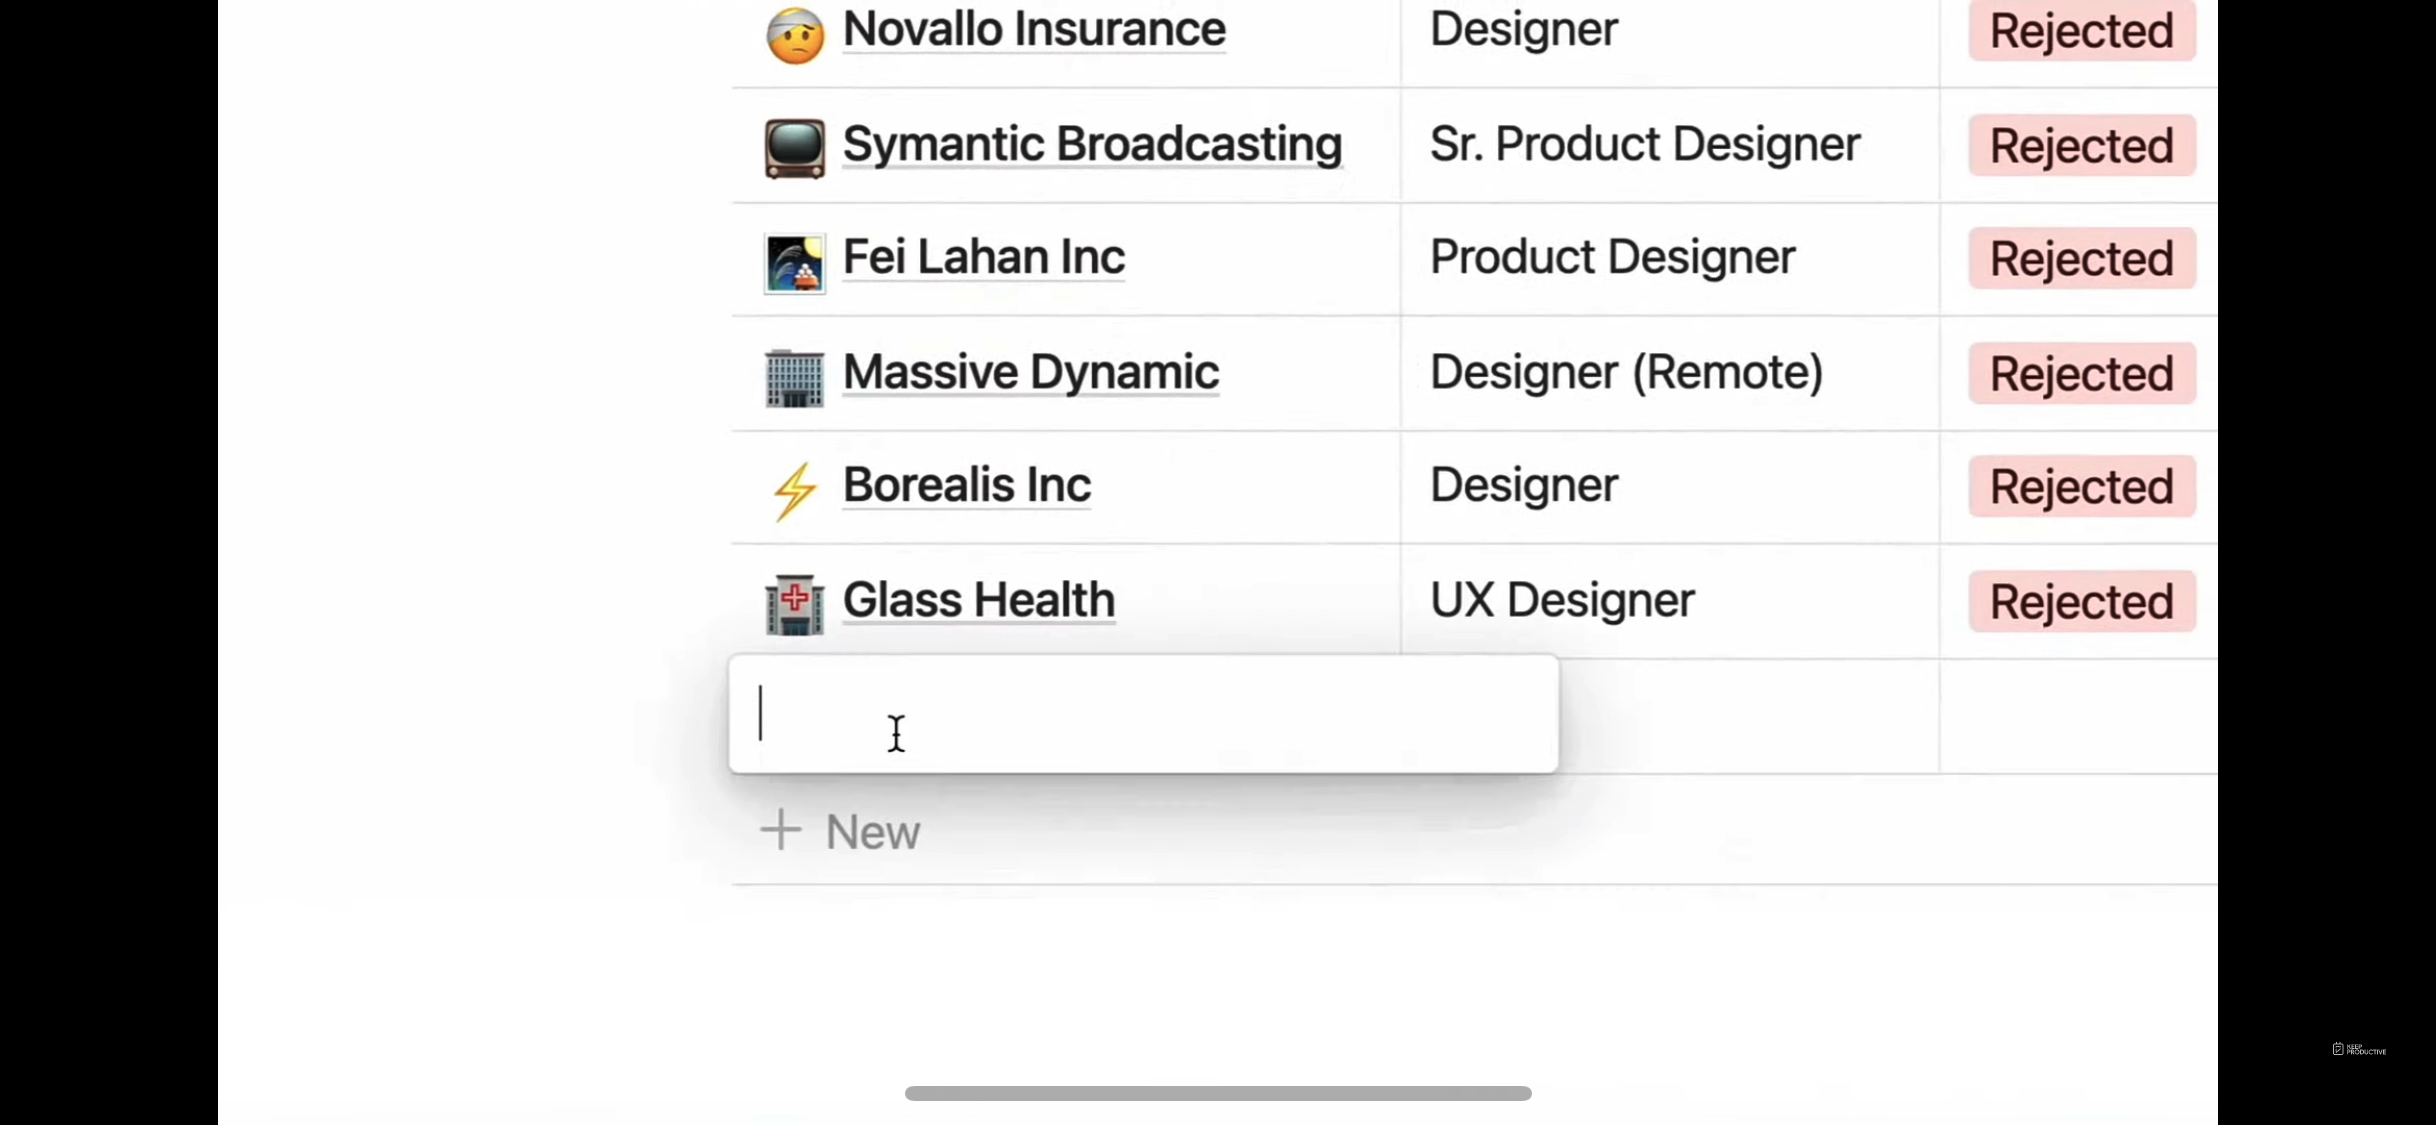 Novallo Insurance Designer Rejected
Symantic Broadcasting Sr. Product Designer Rejected
Fei Lahan Inc Product Designer Rejected
Massive Dynamic Designer (Remote) Rejected
Borealis Inc Designer Rejected
Glass Health UX Designer Rejected
+ New
KEEP
PRODUCTIVE